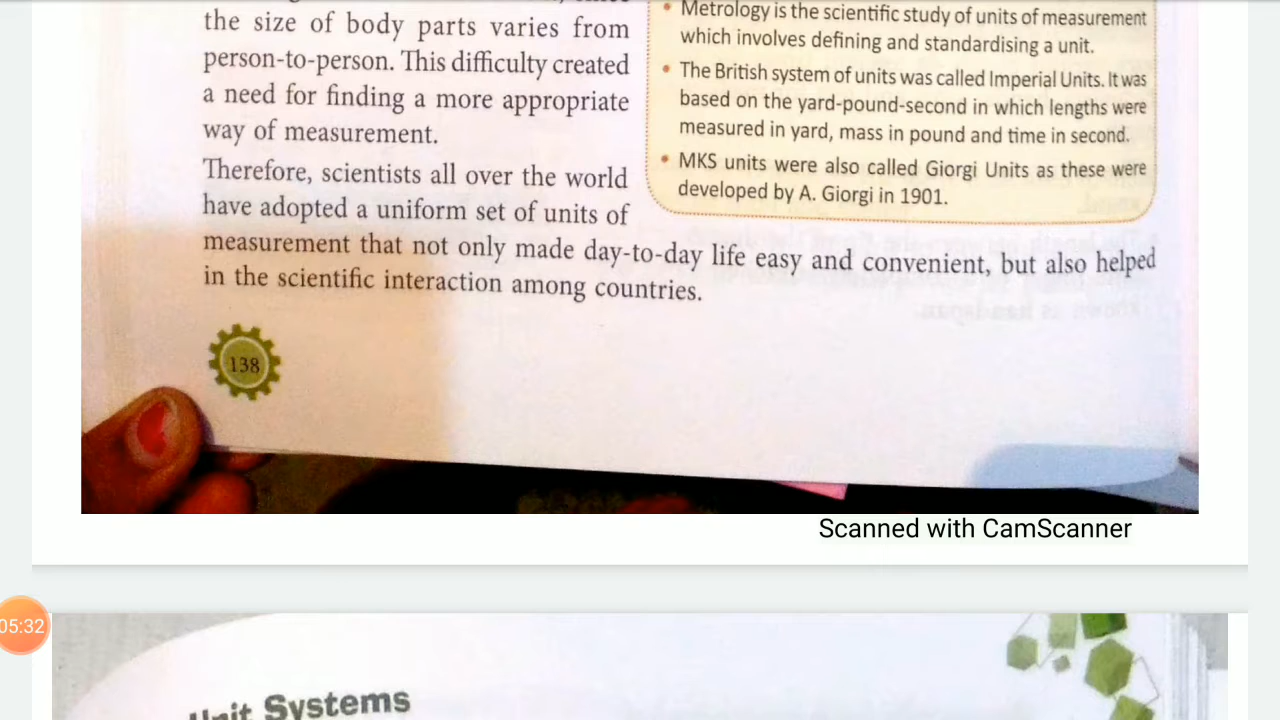 the size of body parts varies from
person-to-person. This difficulty created
a need for finding a more appropriate
way of measurement.
Therefore, scientists all over the world
have adopted a uniform set of units of
measurement that not only made day-to-day life easy and convenient, but also helped
in the scientific interaction among countries.
• Metrology is the scientific study of units of measurement
which involves defining and standardising a unit.
• The British system of units was called Imperial Units. It was
based on the yard-pound-second in which lengths were
measured in yard, mass in pound and time in second.
• MKS units were also called Giorgi Units as these were
developed by A. Giorgi in 1901.
138
Scanned with CamScanner
05:32
Unit Systems